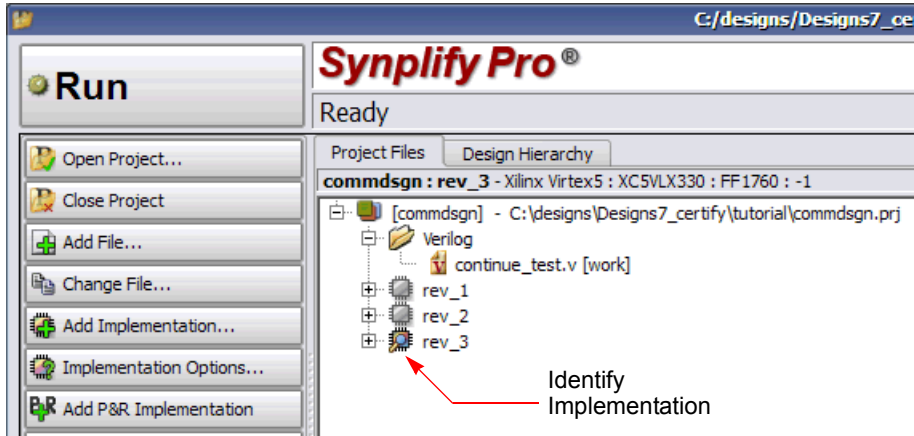 C:/designs/Designs7_ce
Run
Synplify Pro®
Ready
Open Project...
Close Project
Add File...
Change File...
Add Implementation...
Implementation Options...
Add P&R Implementation
Project Files
Design Hierarchy
commdsgn : rev_3 - Xilinx Virtex5 : XC5VLX330 : FF1760 : -1
[commdsgn] - C:\designs\Designs7_certify\tutorial\commdsgn.prj
Verilog
continue_test.v [work]
rev_1
rev_2
rev_3
Identify
Implementation